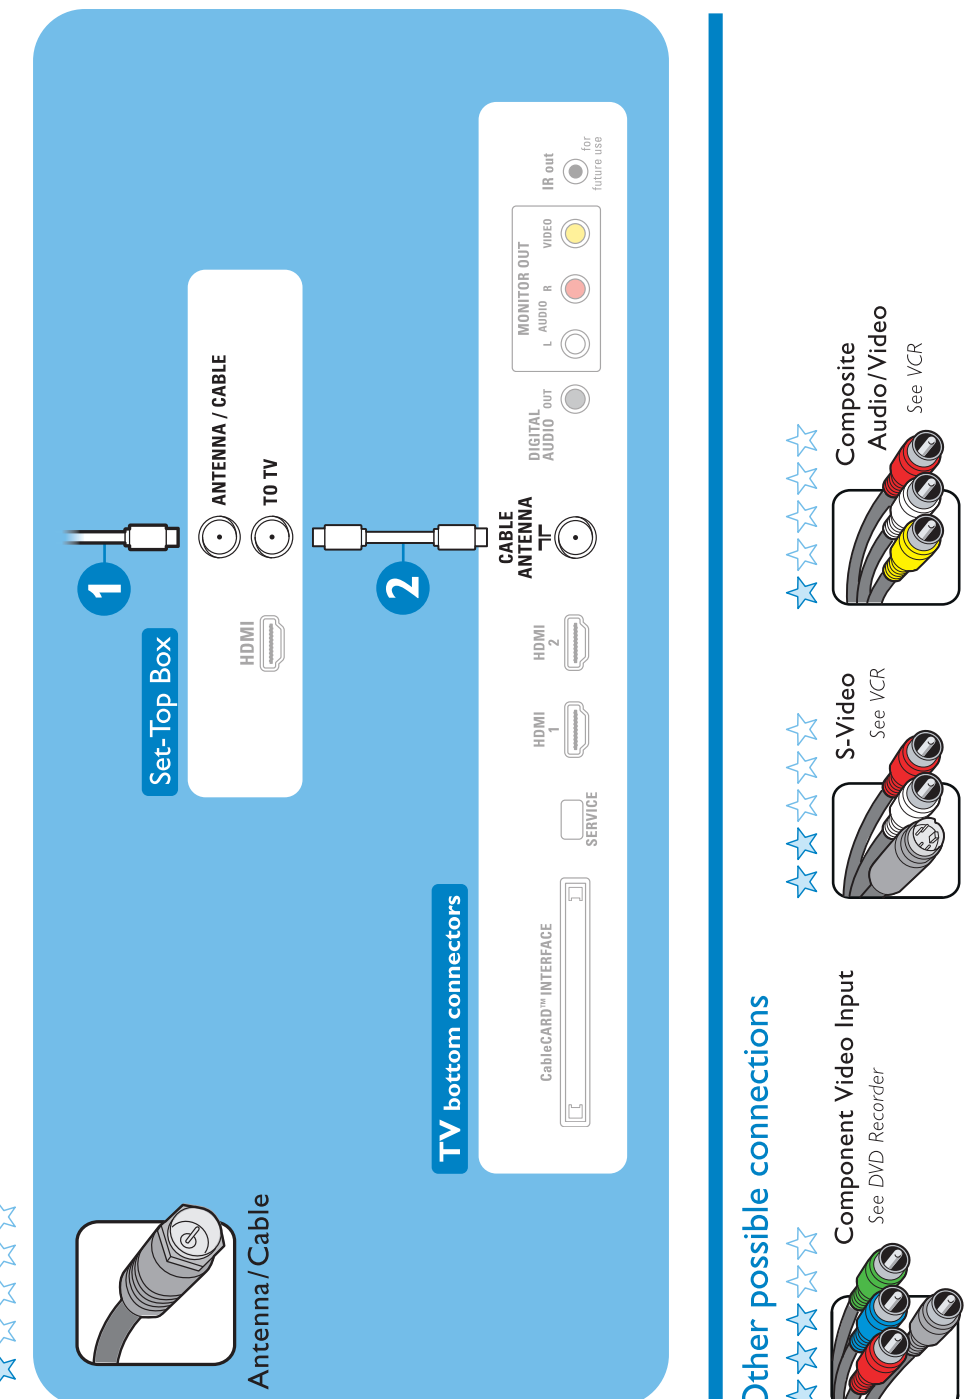 Antenna/Cable
Set-Top Box
1
ANTENNA / CABLE
HDMI
TO TV
2
TV bottom connectors
CableCARD™ INTERFACE
SERVICE
HDMI
1
HDMI
2
CABLE
ANTENNA
DIGITAL
AUDIO OUT
MONITOR OUT
L AUDIO R
VIDEO
IR out
for
future use
Other possible connections
Component Video Input
See DVD Recorder
S-Video
See VCR
Composite
Audio/Video
See VCR